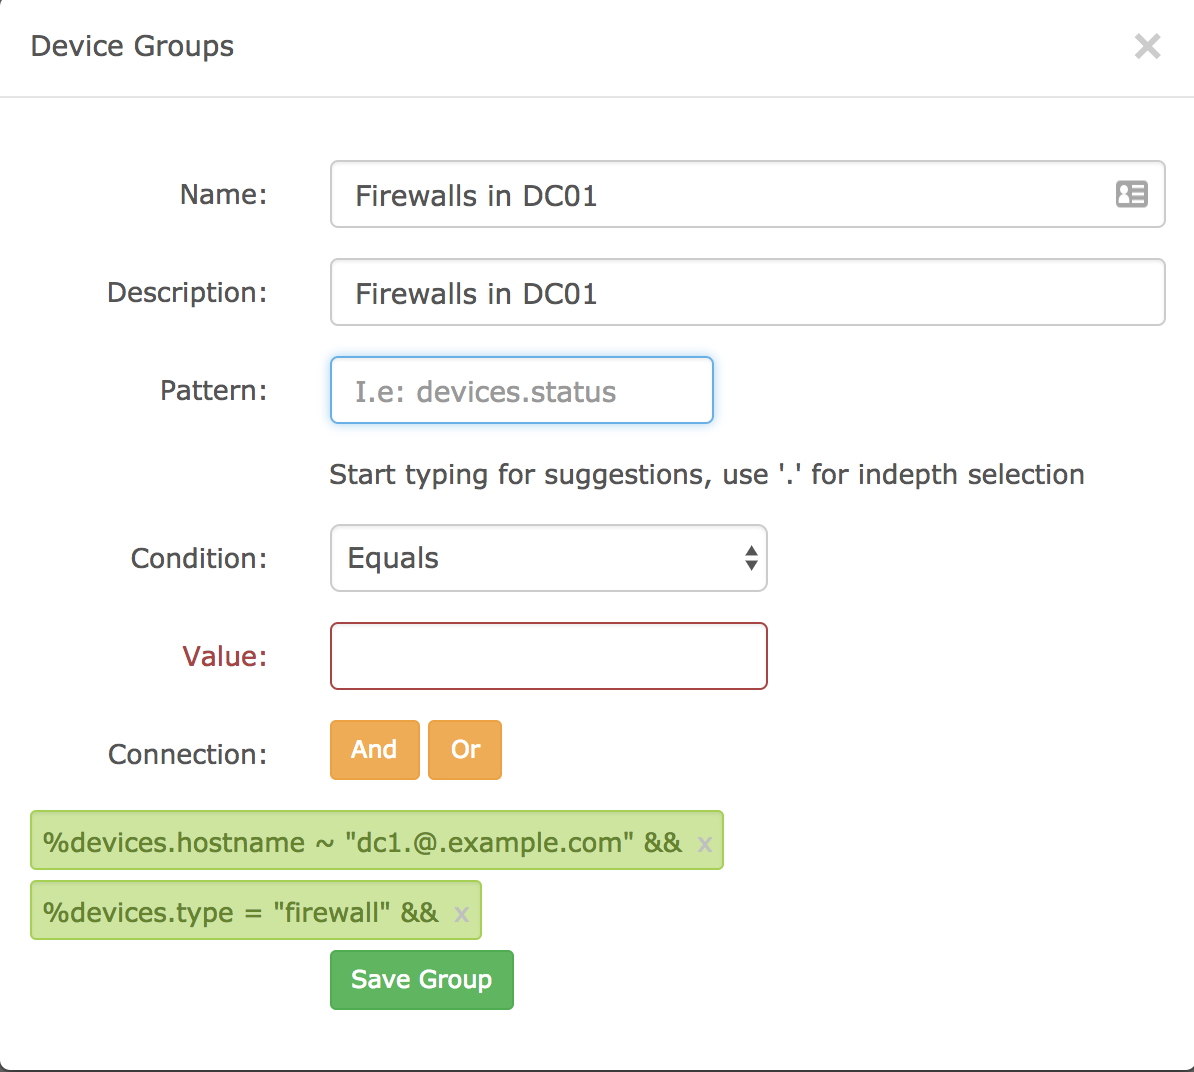 Device Groups ×
Name: Firewalls in DC01
Description: Firewalls in DC01
Pattern: I.e: devices.status
Start typing for suggestions, use '.' for indepth selection
Condition: Equals
Value:
Connection: And Or
%devices.hostname ~ "dc1.@.example.com" && x
%devices.type = "firewall" && x
Save Group